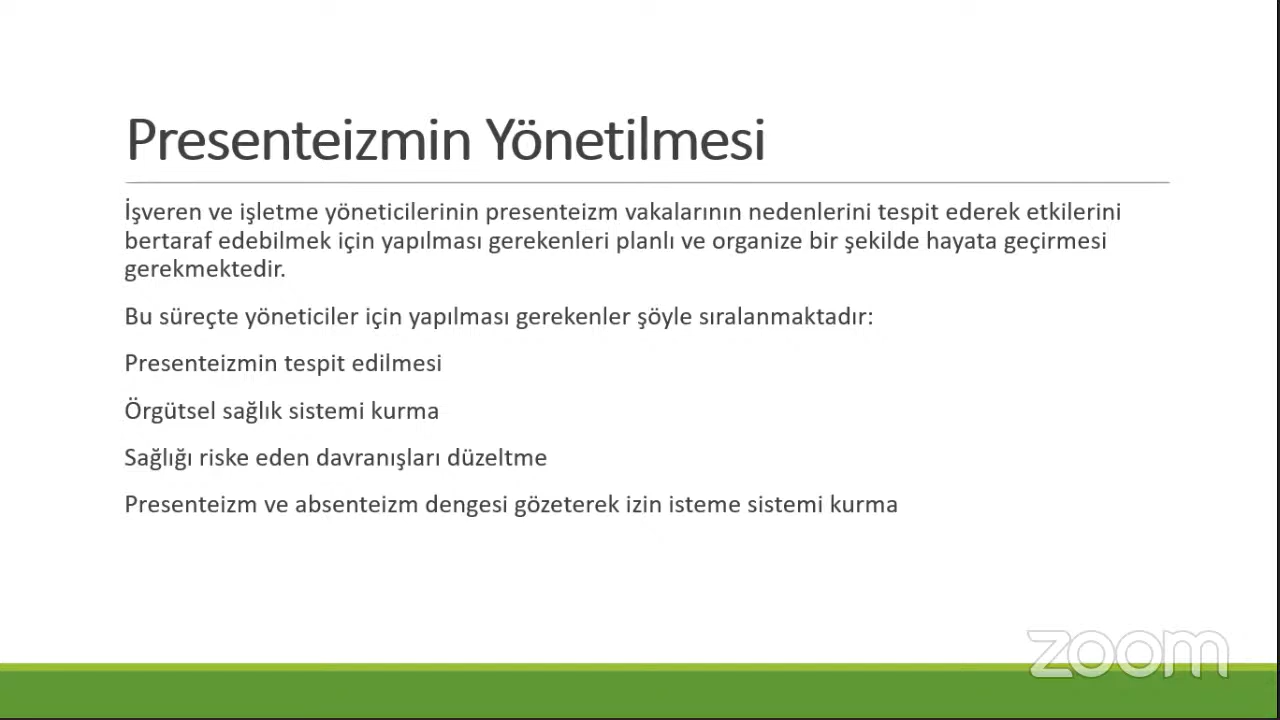 Presenteizmin Yönetilmesi
İşveren ve işletme yöneticilerinin presenteizm vakalarının nedenlerini tespit ederek etkilerini
bertaraf edebilmek için yapılması gerekenleri planlı ve organize bir şekilde hayata geçirmesi
gerekmektedir.
Bu süreçte yöneticiler için yapılması gerekenler şöyle sıralanmaktadır:
Presenteizmin tespit edilmesi
Örgütsel sağlık sistemi kurma
Sağlığı riske eden davranışları düzeltme
Presenteizm ve absenteizm dengesi gözeterek izin isteme sistemi kurma
zoom